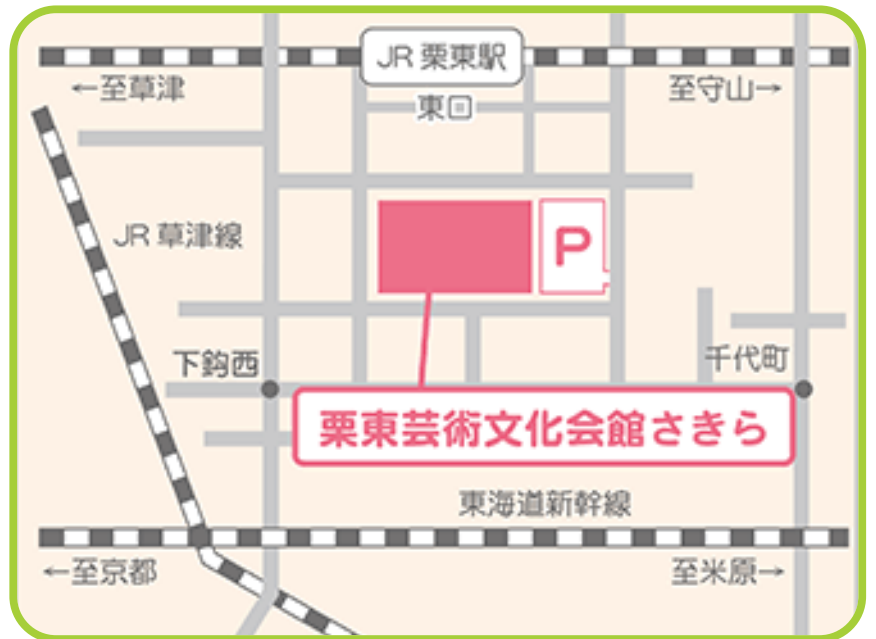 JR 栗東駅
←至草津
至守山→
東口
JR 草津線
P
下鈎西
千代町
栗東芸術文化会館さきら
東海道新幹線
←至京都
至米原→